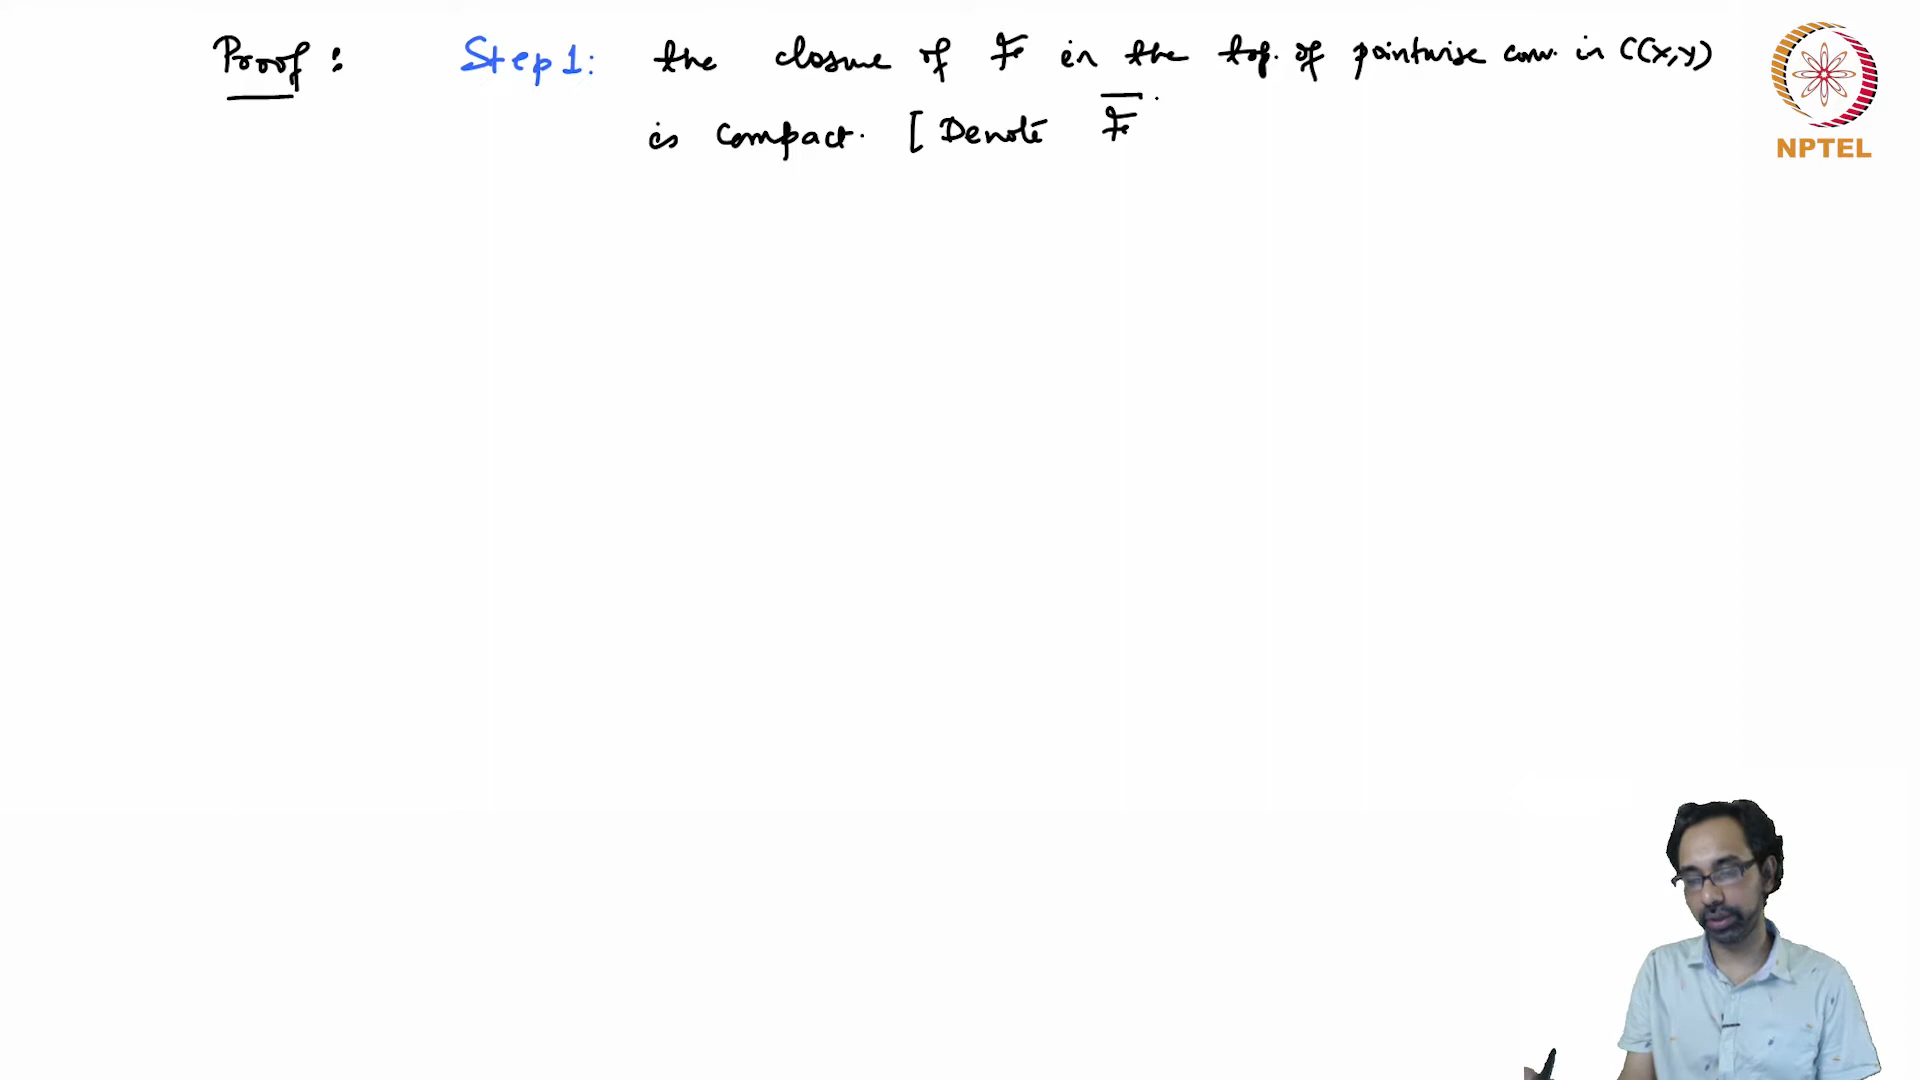 Proof : Step 1: the closure of F in the top. of pointwise conv. in C(X,Y)
is compact. [ Denote F̅
NPTEL